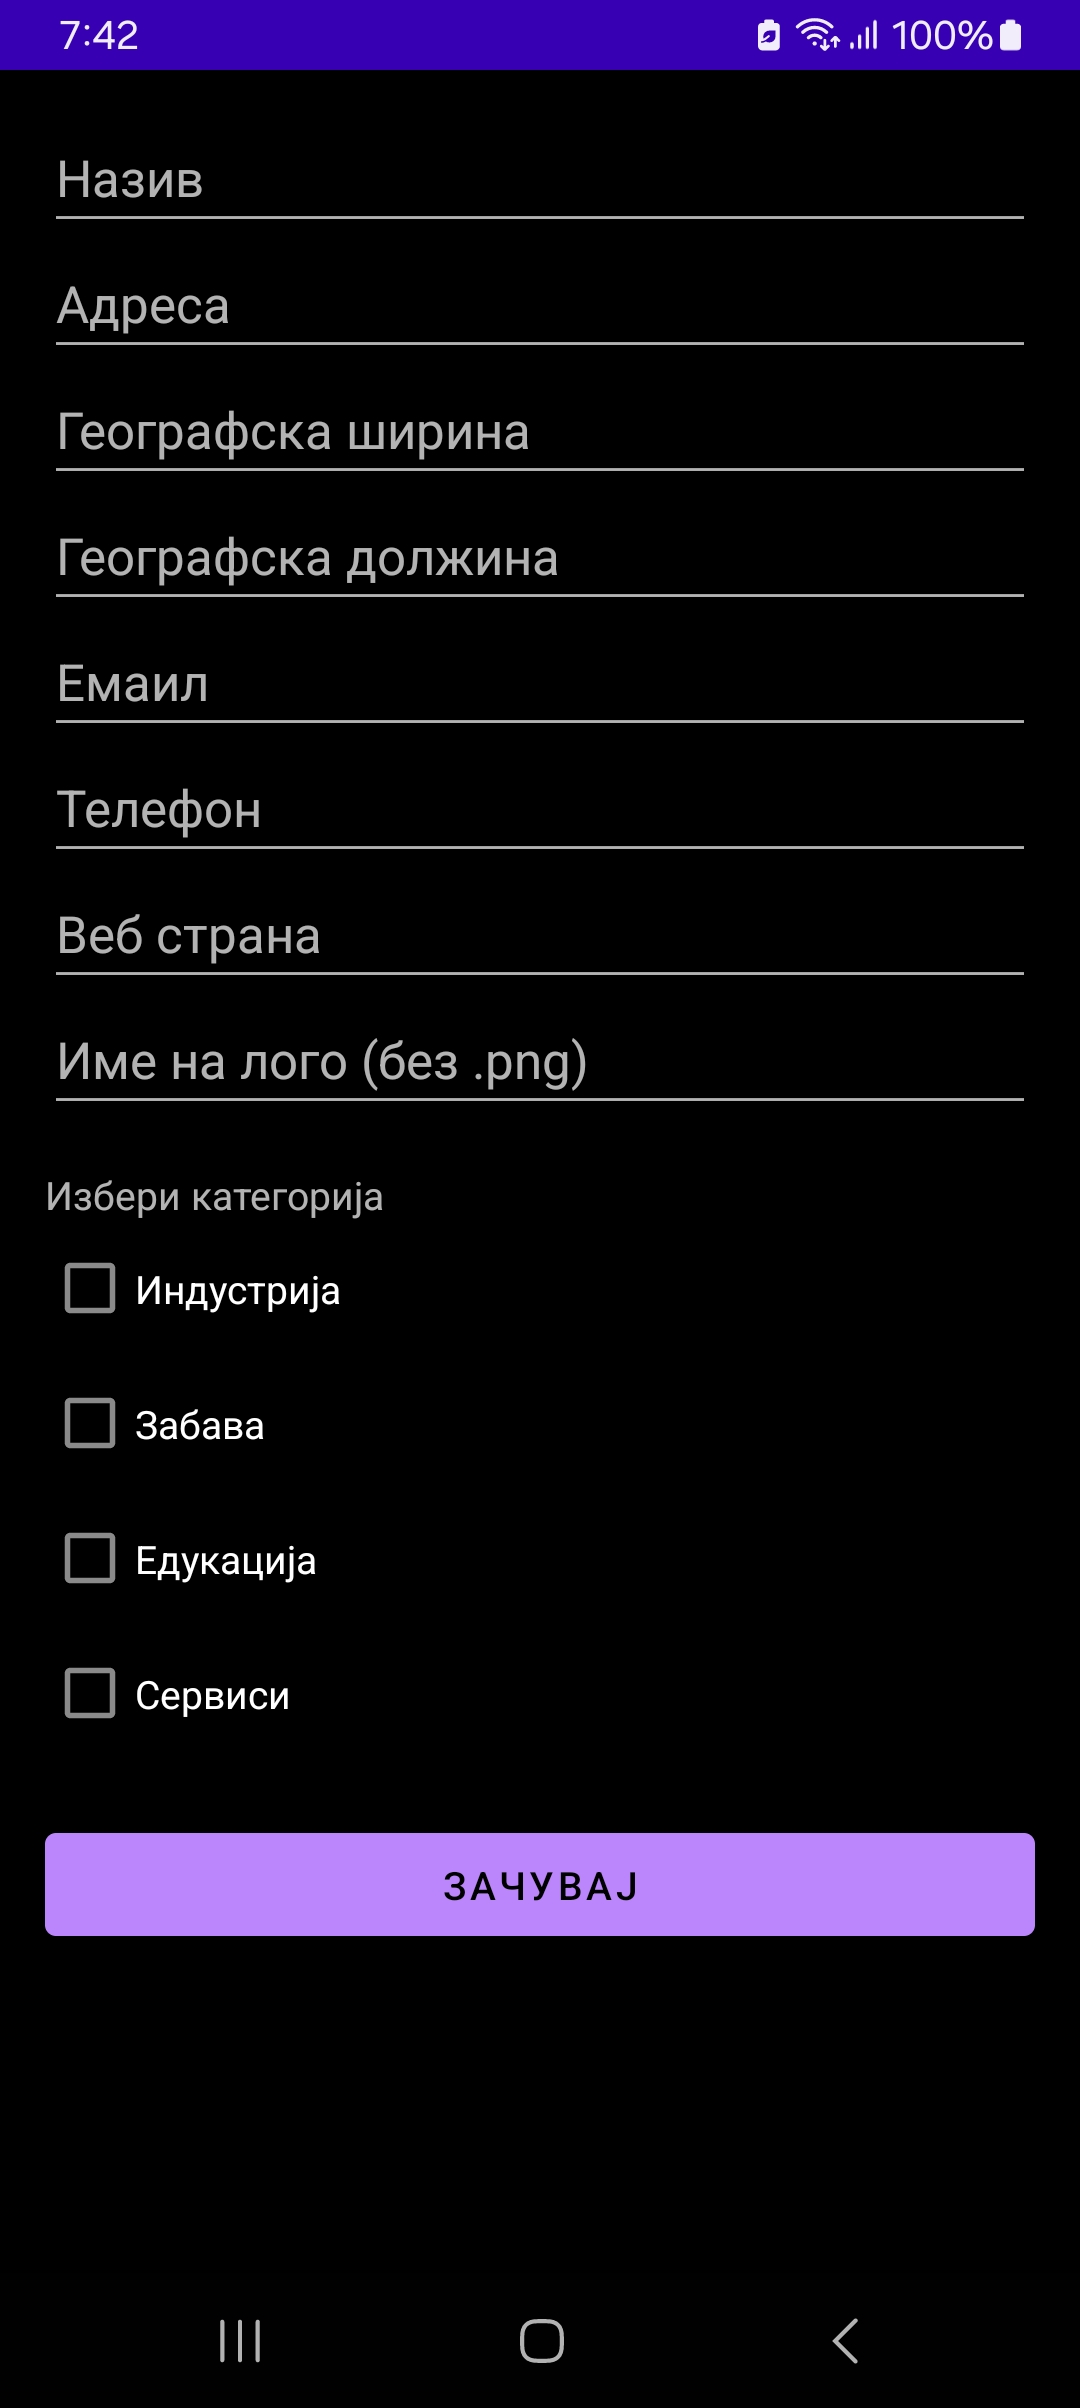 7:42
100%
Назив
Адреса
Географска ширина
Географска должина
Емаил
Телефон
Веб страна
Име на лого (без .png)
Избери категорија
Индустрија
Забава
Едукација
Сервиси
ЗАЧУВАЈ